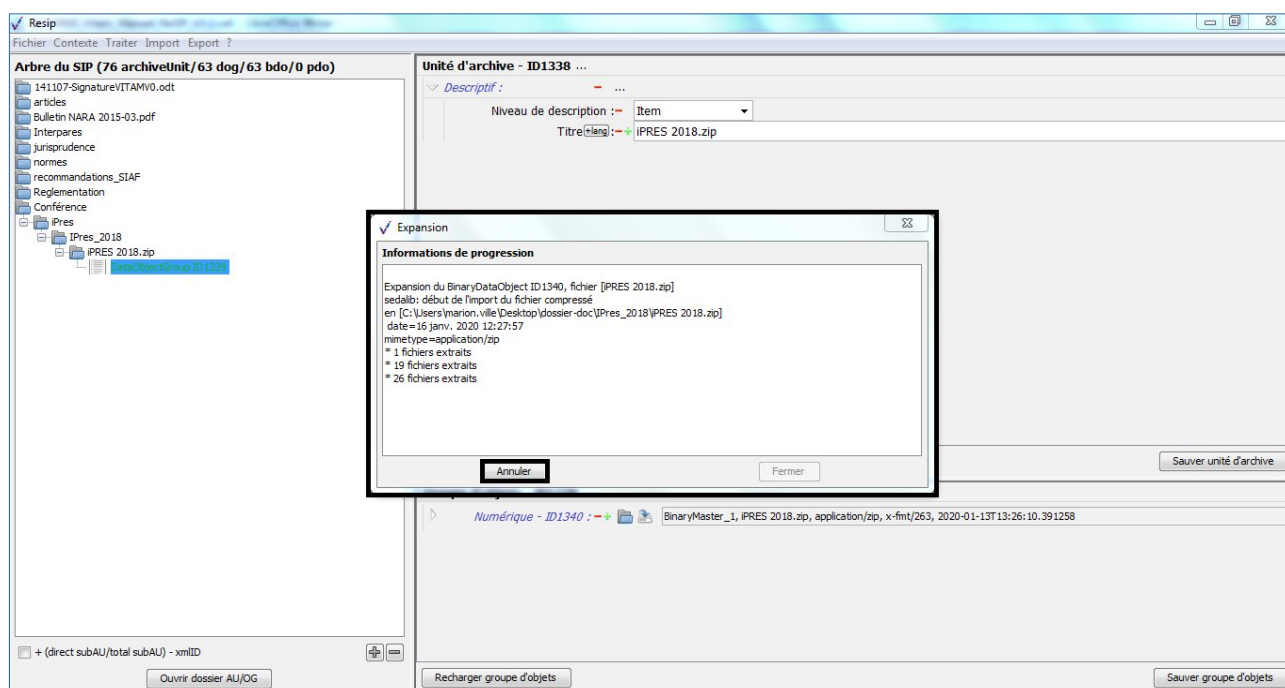 Resip
Fichier Contexte Traiter Import Export ?
Arbre du SIP (76 archiveUnit/63 dog/63 bdo/0 pdo)
141107-SignatureVITAMV0.odt
articles
Bulletin NARA 2015-03.pdf
Interpares
jurisprudence
normes
recommandations_SIAF
Reglementation
Conférence
iPres
IPres_2018
iPRES 2018.zip
DataObjectGroup ID1339
+ (direct subAU/total subAU) - xmlID
Ouvrir dossier AU/OG
Unité d'archive - ID1338 ...
Descriptif : - ...
Niveau de description :- Item
Titre +lang :-+ iPRES 2018.zip
Expansion
Informations de progression
Expansion du BinaryDataObject ID1340, fichier [iPRES 2018.zip]
sedalib: début de l'import du fichier compressé
en [C:\Users\marion.ville\Desktop\dossier-doc\IPres_2018\iPRES 2018.zip]
date=16 janv. 2020 12:27:57
mimetype=application/zip
* 1 fichiers extraits
* 19 fichiers extraits
* 26 fichiers extraits
Annuler
Fermer
Sauver unité d'archive
Numérique - ID1340 :-+ BinaryMaster_1, iPRES 2018.zip, application/zip, x-fmt/263, 2020-01-13T13:26:10.391258
Recharger groupe d'objets
Sauver groupe d'objets